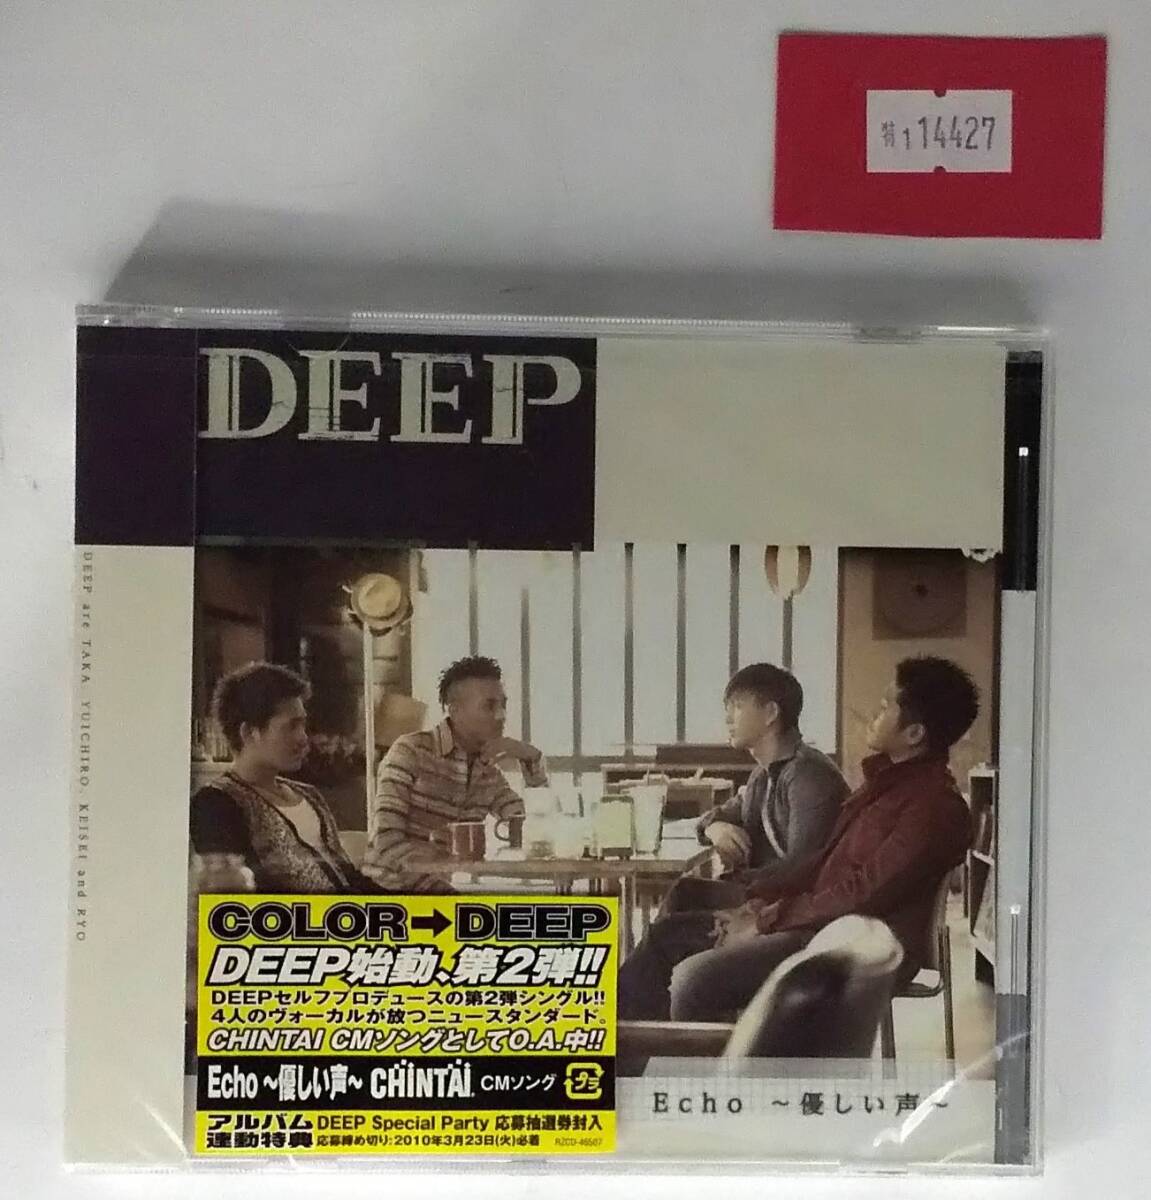 特1 14427
DEEP
DEEP are TAKA, YUICHIRO, KEISEI and RYO
COLOR→DEEP
DEEP始動、第2弾!!
DEEPセルフプロデュースの第2弾シングル!!
4人のヴォーカルが放つニュースタンダード。
CHINTAI CMソングとしてO.A.中!!
Echo ～優しい声～ CHINTAI. CMソング プラ
アルバム連動特典 DEEP Special Party 応募抽選券封入
応募締め切り:2010年3月23日(火)必着 RZCD-46507
Echo ～優しい声～